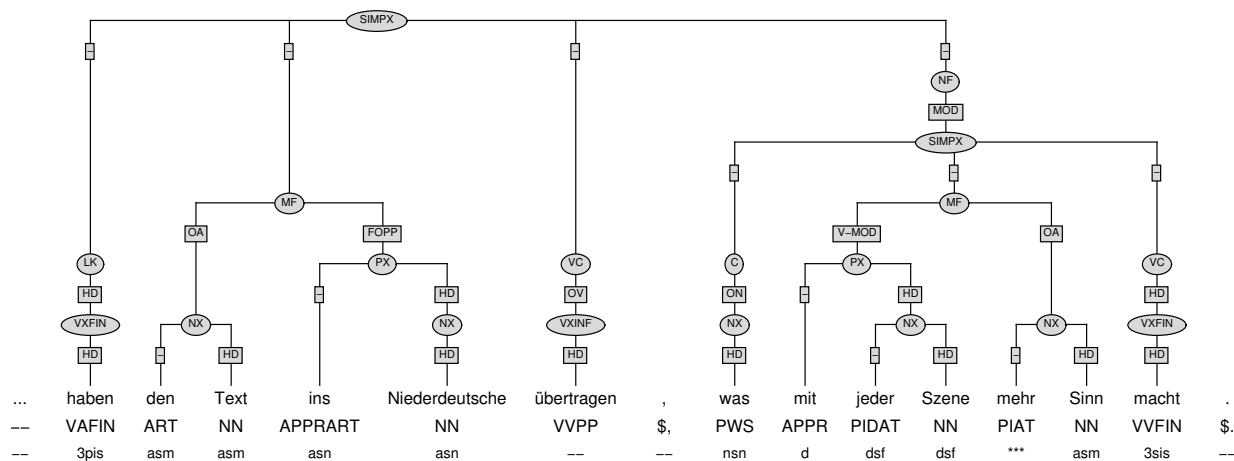 SIMPX
– – – –
NF
MOD
SIMPX
– – –
MF MF
OA FOPP V–MOD OA
LK PX VC C PX VC
HD – HD OV ON – HD HD
VXFIN NX NX VXINF NX NX NX VXFIN
HD – HD HD HD HD – HD – HD HD
... haben den Text ins Niederdeutsche übertragen , was mit jeder Szene mehr Sinn macht .
–– VAFIN ART NN APPRART NN VVPP $, PWS APPR PIDAT NN PIAT NN VVFIN $.
–– 3pis asm asm asn asn –– –– nsn d dsf dsf *** asm 3sis ––